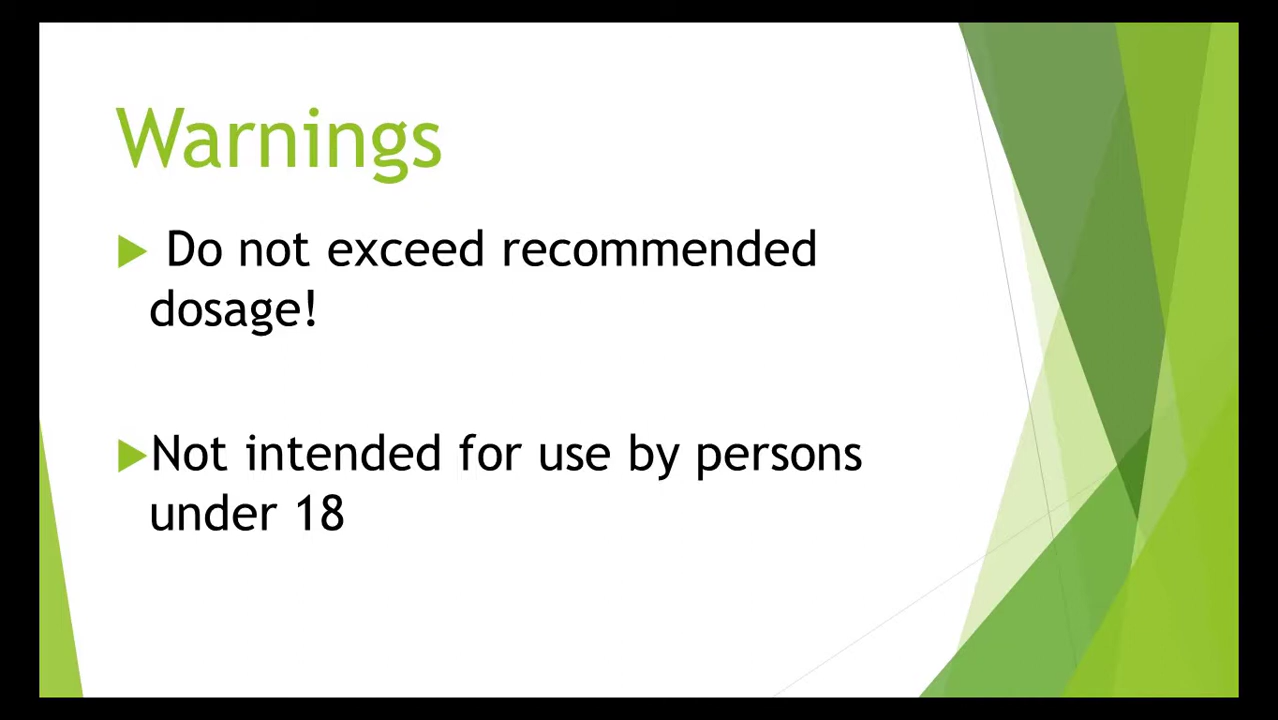 Warnings
Do not exceed recommended
dosage!
Not intended for use by persons
under 18